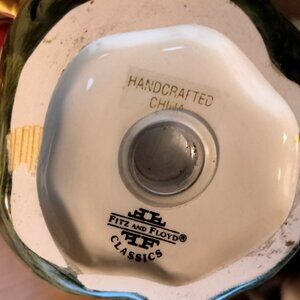 HANDCRAFTED
CHINA
FITZ AND FLOYD®
CLASSICS